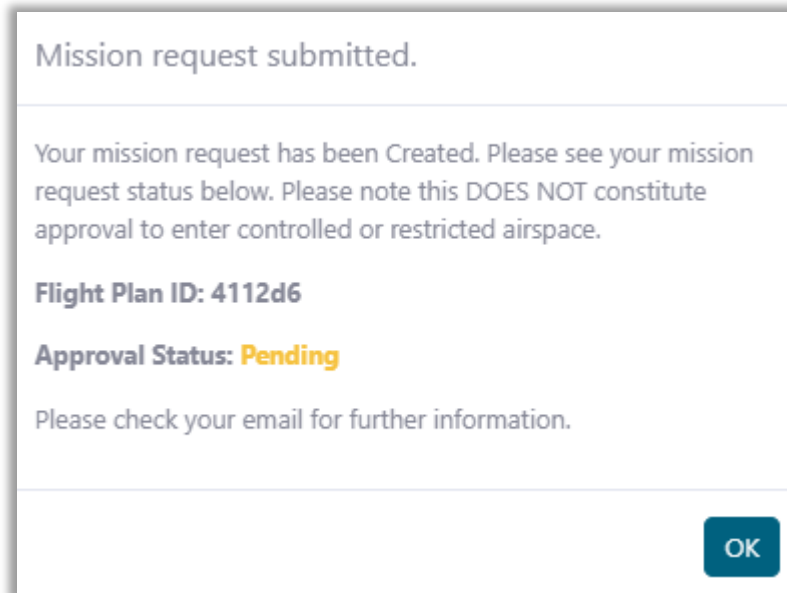 Mission request submitted.
Your mission request has been Created. Please see your mission
request status below. Please note this DOES NOT constitute
approval to enter controlled or restricted airspace.
Flight Plan ID: 4112d6
Approval Status: Pending
Please check your email for further information.
OK